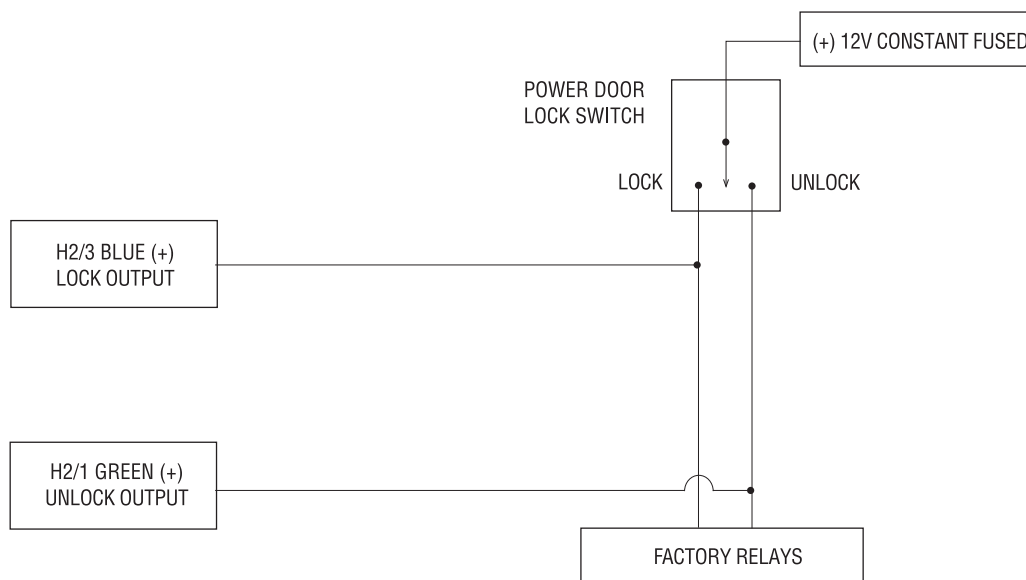 (+) 12V CONSTANT FUSED
POWER DOOR
LOCK SWITCH
LOCK
UNLOCK
H2/3 BLUE (+)
LOCK OUTPUT
H2/1 GREEN (+)
UNLOCK OUTPUT
FACTORY RELAYS